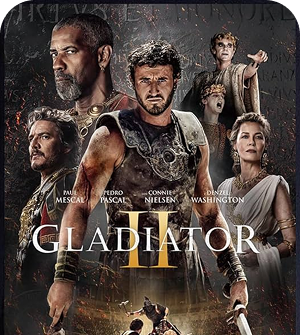 PAUL PEDRO CONNIE DENZEL
MESCAL PASCAL NIELSEN WASHINGTON
GLADIATOR
II